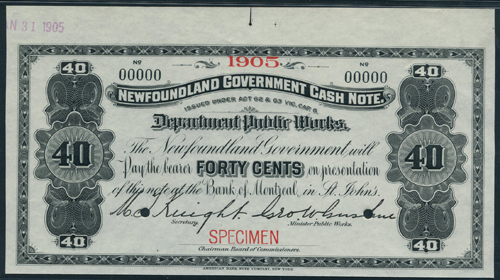 N 31 1905
40 Nº 1905. Nº 40
00000 00000
NEWFOUNDLAND GOVERNMENT CASH NOTE.
ISSUED UNDER ACT 62 & 63 VIC, CAP 5.
Department Public Works.
The Newfoundland Government will
40 Pay the bearer FORTY CENTS on presentation 40
of this note at the Bank of Montreal, in St. John's.
Secretary. Minister Public Works.
SPECIMEN
40 Chairman Board of Commissioners. 40
AMERICAN BANK NOTE COMPANY, NEW YORK.